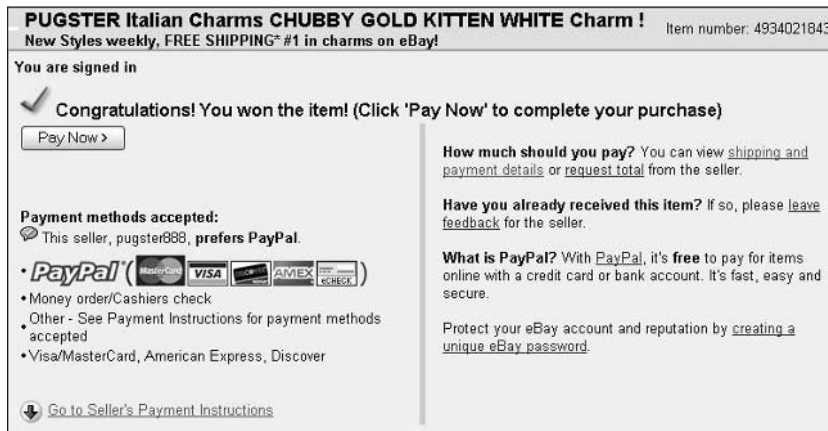 PUGSTER Italian Charms CHUBBY GOLD KITTEN WHITE Charm !
Item number: 4934021843
New Styles weekly, FREE SHIPPING* #1 in charms on eBay!
You are signed in
Congratulations! You won the item! (Click 'Pay Now' to complete your purchase)
Pay Now >
Payment methods accepted:
This seller, pugster888, prefers PayPal.
• PayPal ( MasterCard VISA DISCOVER AMEX eCHECK )
• Money order/Cashiers check
• Other - See Payment Instructions for payment methods
accepted
• Visa/MasterCard, American Express, Discover
Go to Seller's Payment Instructions
How much should you pay? You can view shipping and
payment details or request total from the seller.
Have you already received this item? If so, please leave
feedback for the seller.
What is PayPal? With PayPal, it's free to pay for items
online with a credit card or bank account. It's fast, easy and
secure.
Protect your eBay account and reputation by creating a
unique eBay password.